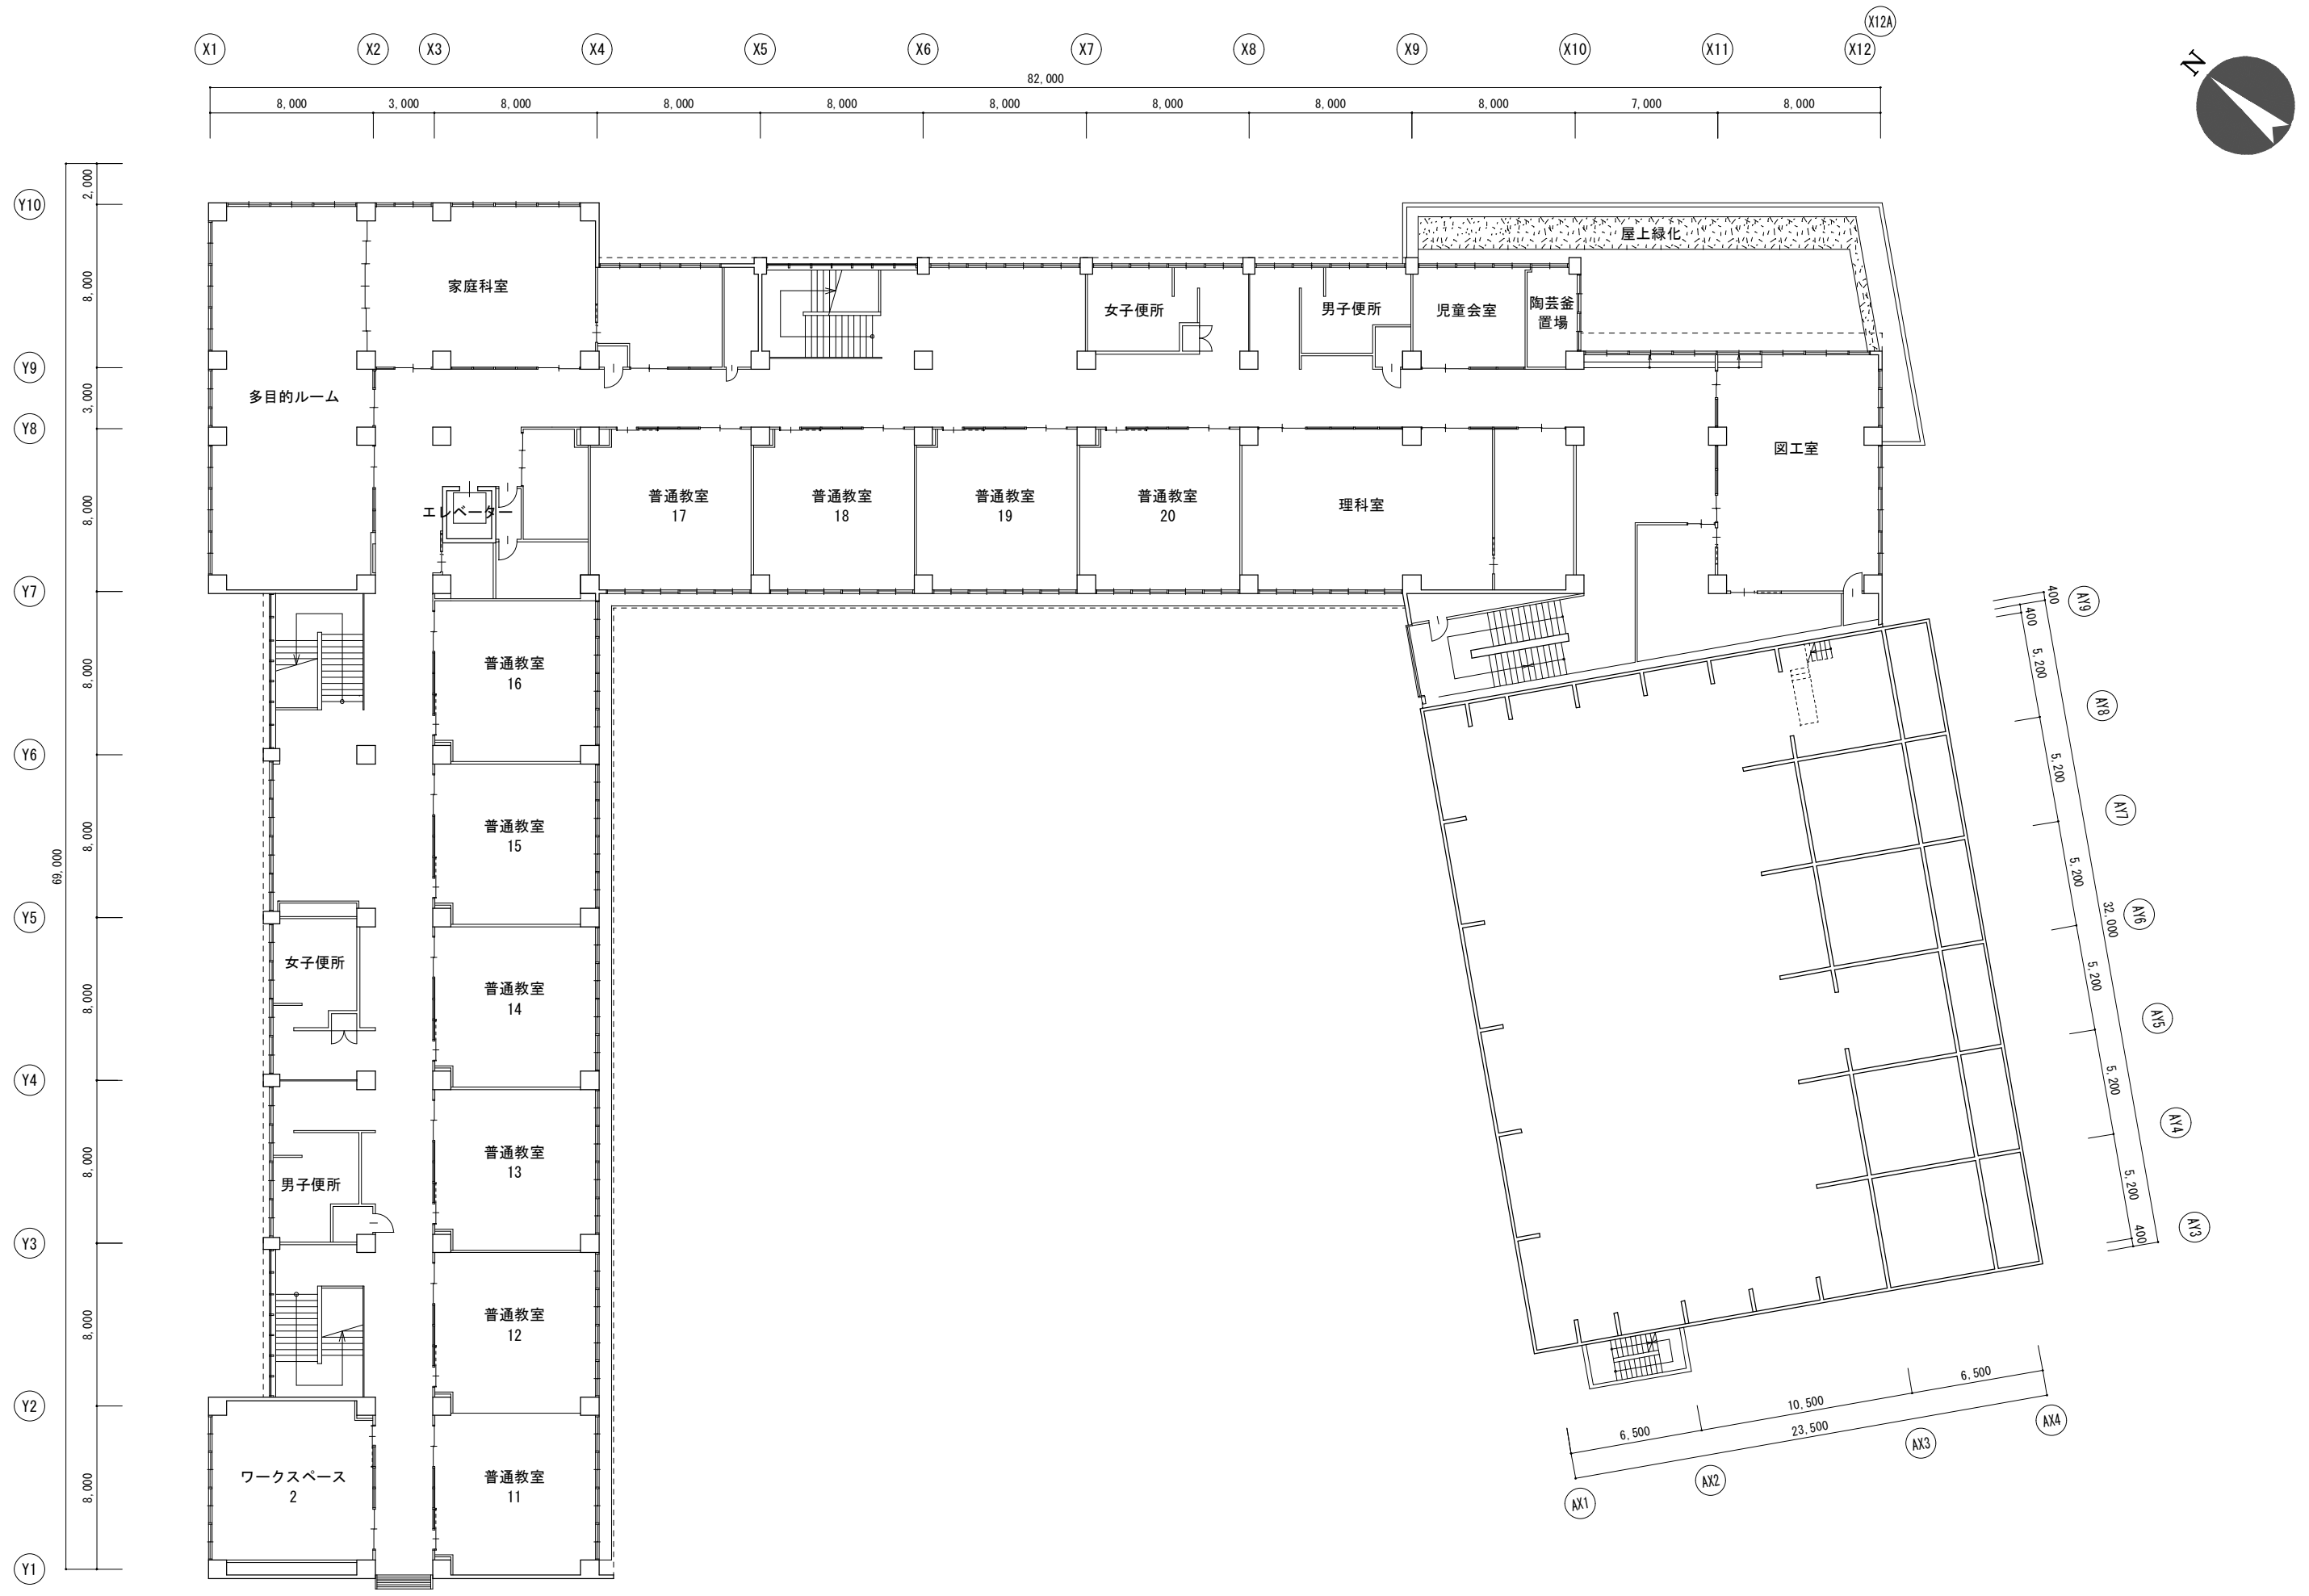 X12A
X1 X2 X3 X4 X5 X6 X7 X8 X9 X10 X11 X12
N
82,000
8,000 3,000 8,000 8,000 8,000 8,000 8,000 8,000 8,000 7,000 8,000
2,000
Y10
屋上緑化
8,000
家庭科室
女子便所
男子便所
児童会室
陶芸釜
置場
Y9
3,000
多目的ルーム
Y8
図工室
8,000
エレベーター
普通教室
17
普通教室
18
普通教室
19
普通教室
20
理科室
Y7
400
AY9
400
8,000
普通教室
16
5,200
AY8
Y6
5,200
AY7
8,000
69,000
普通教室
15
5,200
32,000
AY6
Y5
女子便所
5,200
8,000
普通教室
14
AY5
Y4
5,200
AY4
8,000
男子便所
普通教室
13
5,200
AY3
400
Y3
8,000
普通教室
12
Y2
6,500
10,500
6,500
23,500
AX4
AX3
AX2
AX1
8,000
ワークスペース
2
普通教室
11
Y1